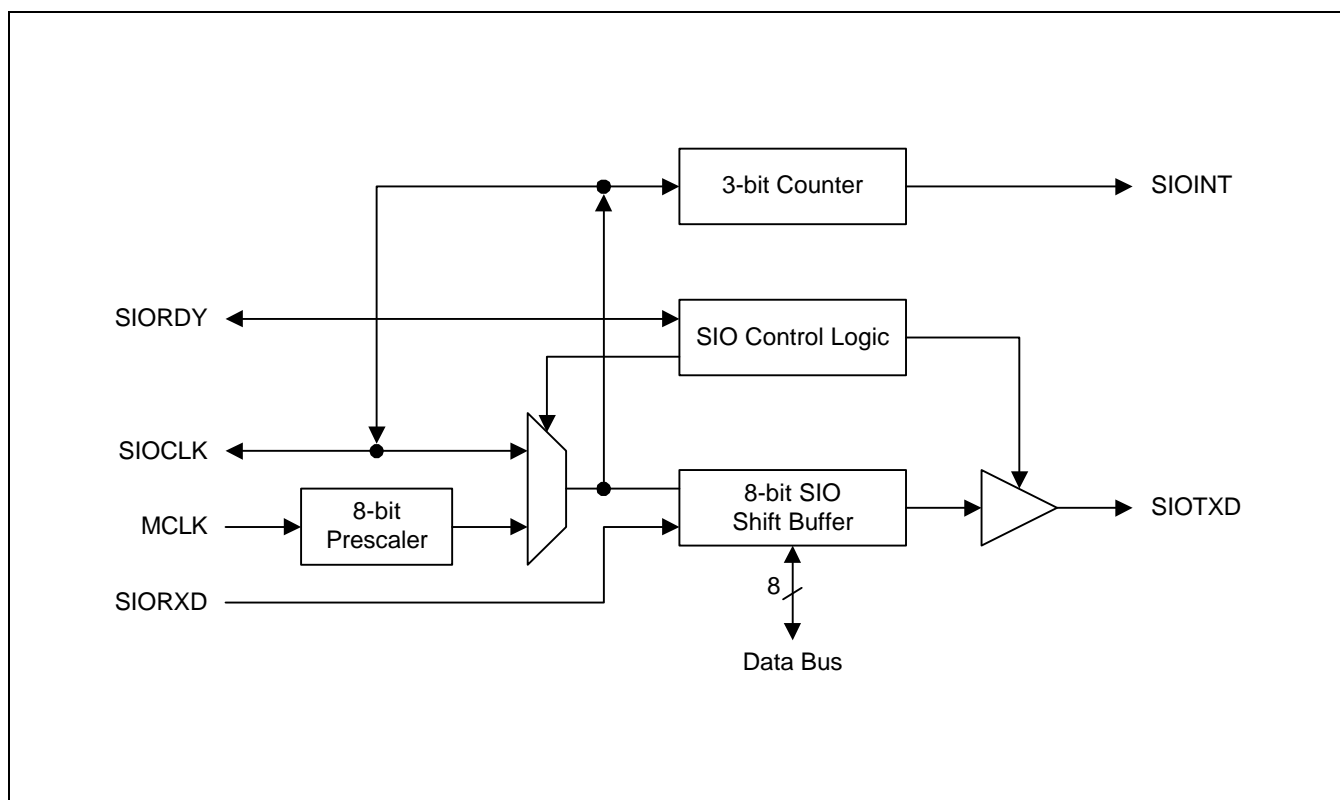 3-bit Counter
SIOINT
SIORDY
SIO Control Logic
SIOCLK
MCLK
8-bit
Prescaler
8-bit SIO
Shift Buffer
SIOTXD
SIORXD
8
Data Bus